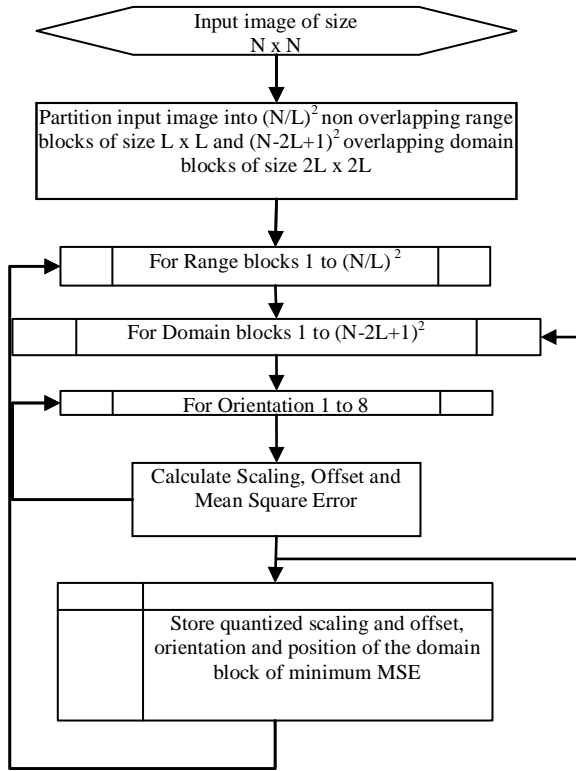 Input image of size
N x N
Partition input image into (N/L)² non overlapping range
blocks of size L x L and (N-2L+1)² overlapping domain
blocks of size 2L x 2L
For Range blocks 1 to (N/L) ²
For Domain blocks 1 to (N-2L+1)²
For Orientation 1 to 8
Calculate Scaling, Offset and
Mean Square Error
Store quantized scaling and offset,
orientation and position of the domain
block of minimum MSE